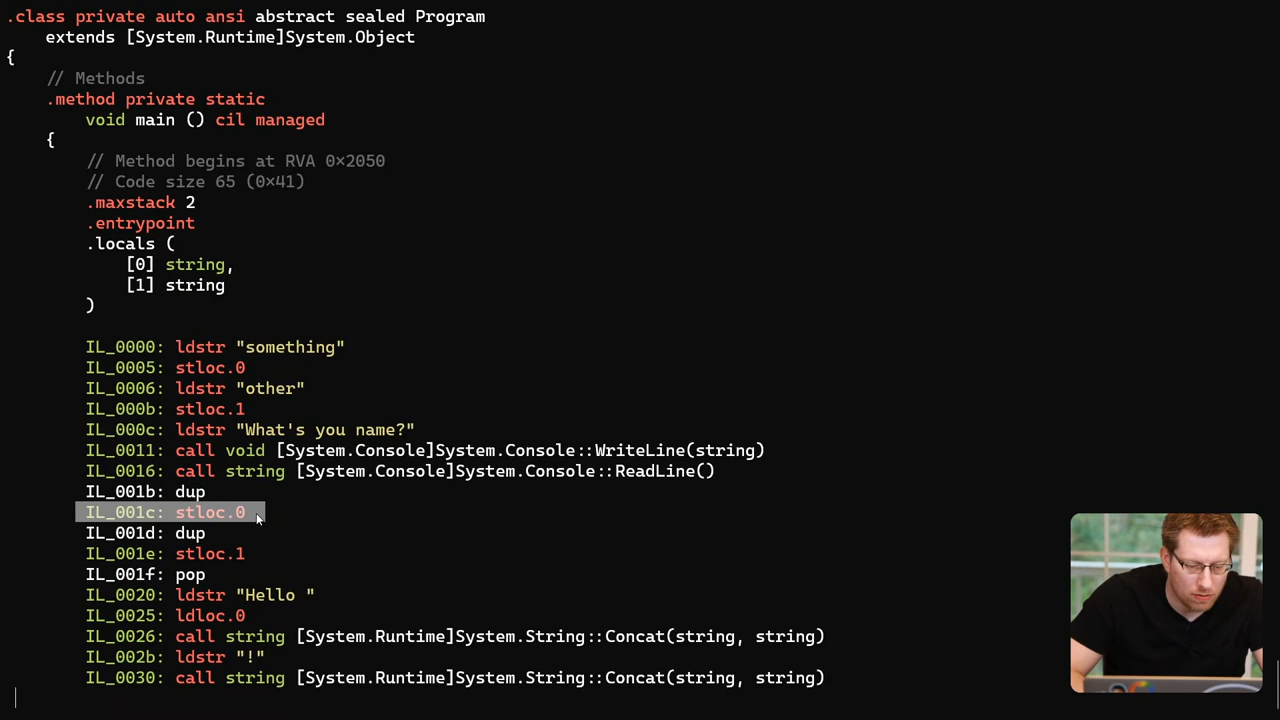 .class private auto ansi abstract sealed Program
    extends [System.Runtime]System.Object
{
    // Methods
    .method private static
        void main () cil managed
    {
        // Method begins at RVA 0×2050
        // Code size 65 (0×41)
        .maxstack 2
        .entrypoint
        .locals (
            [0] string,
            [1] string
        )

        IL_0000: ldstr "something"
        IL_0005: stloc.0
        IL_0006: ldstr "other"
        IL_000b: stloc.1
        IL_000c: ldstr "What's you name?"
        IL_0011: call void [System.Console]System.Console::WriteLine(string)
        IL_0016: call string [System.Console]System.Console::ReadLine()
        IL_001b: dup
        IL_001c: stloc.0
        IL_001d: dup
        IL_001e: stloc.1
        IL_001f: pop
        IL_0020: ldstr "Hello "
        IL_0025: ldloc.0
        IL_0026: call string [System.Runtime]System.String::Concat(string, string)
        IL_002b: ldstr "!"
        IL_0030: call string [System.Runtime]System.String::Concat(string, string)